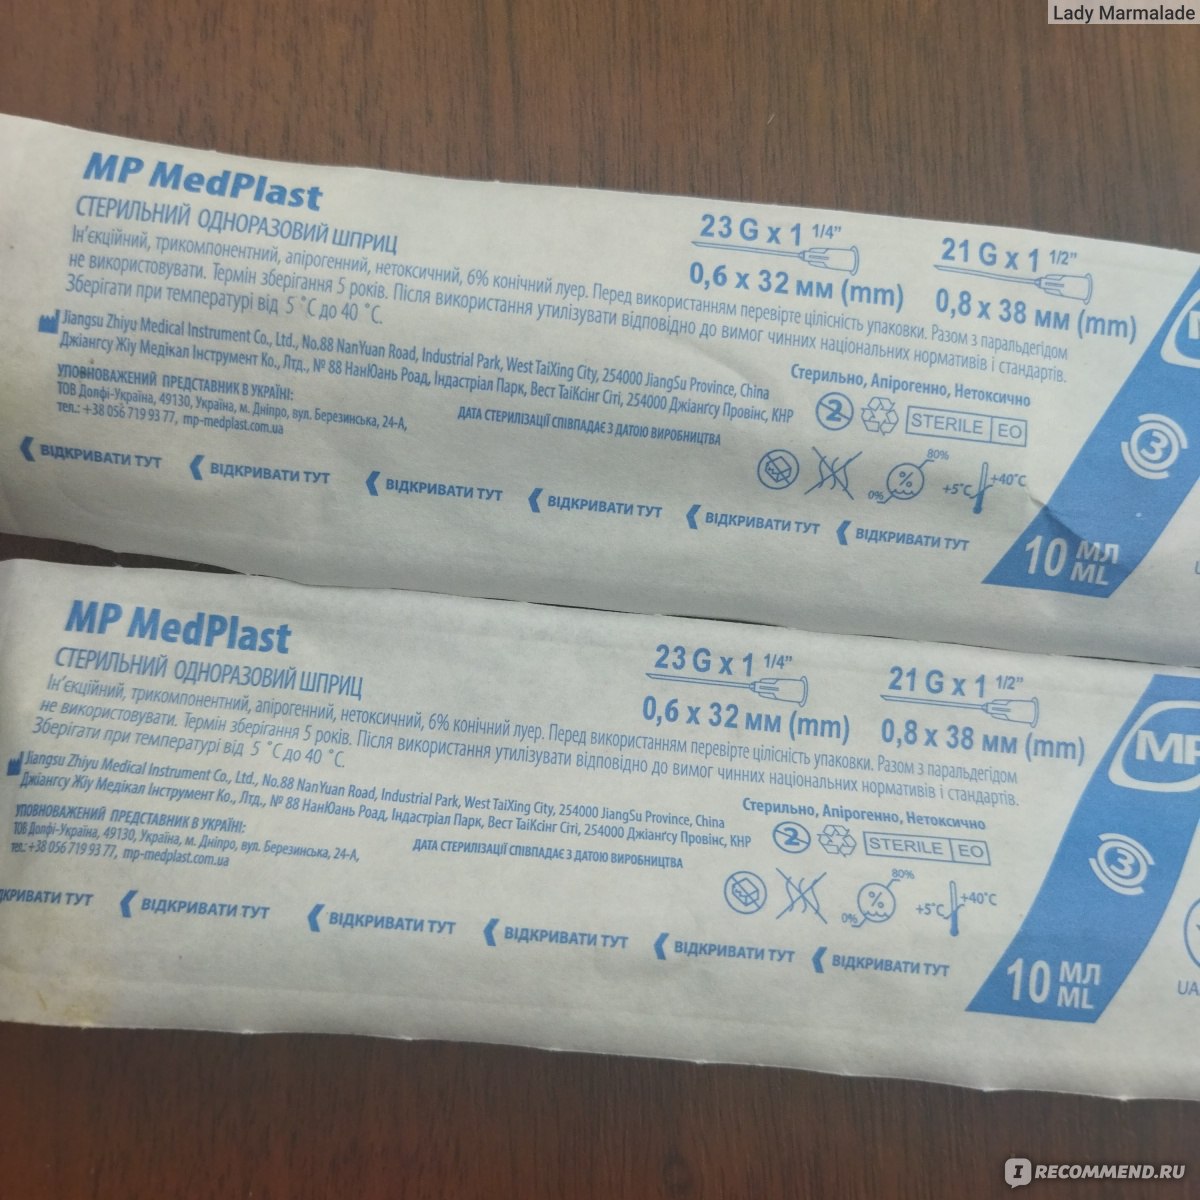 Lady Marmalade
MP MedPlast
СТЕРИЛЬНИЙ ОДНОРАЗОВИЙ ШПРИЦ
23 G x 1 1/4”
0,6 x 32 мм (mm)
21 G x 1 1/2”
0,8 x 38 мм (mm)
Ін’єкційний, трикомпонентний, апірогенний, нетоксичний, 6% конічний луер. Перед використанням перевірте цілісність упаковки. Разом з паральдегідом
не використовувати. Термін зберігання 5 років. Після використання утилізувати відповідно до вимог чинних національних нормативів і стандартів.
Зберігати при температурі від 5 ˚С до 40 ˚С.
Jiangsu Zhiyu Medical Instrument Co., Ltd., No.88 NanYuan Road, Industrial Park, West TaiXing City, 254000 JiangSu Province, China
Джіангсу Жіу Медікал Інструмент Ко., Лтд., № 88 НанЮань Роад, Індастріал Парк, Вест ТаіКсінг Сіті, 254000 Джіангсу Провінс, КНР
УПОВНОВАЖЕНИЙ ПРЕДСТАВНИК В УКРАЇНІ:
ТОВ Долфі-Україна, 49130, Україна, м. Дніпро, вул. Березинська, 24-А,
тел.: +38 056 719 93 77, mp-medplast.com.ua
ДАТА СТЕРИЛІЗАЦІЇ СПІВПАДАЄ З ДАТОЮ ВИРОБНИЦТВА
Стерильно, Апірогенно, Нетоксично
2 STERILE EO
0% % 80% +5˚C +40˚C
3
ВІДКРИВАТИ ТУТ ВІДКРИВАТИ ТУТ ВІДКРИВАТИ ТУТ ВІДКРИВАТИ ТУТ ВІДКРИВАТИ ТУТ ВІДКРИВАТИ ТУТ
10 МЛ
ML
MP MedPlast
СТЕРИЛЬНИЙ ОДНОРАЗОВИЙ ШПРИЦ
23 G x 1 1/4”
0,6 x 32 мм (mm)
21 G x 1 1/2”
0,8 x 38 мм (mm)
MP
Ін’єкційний, трикомпонентний, апірогенний, нетоксичний, 6% конічний луер. Перед використанням перевірте цілісність упаковки. Разом з паральдегідом
не використовувати. Термін зберігання 5 років. Після використання утилізувати відповідно до вимог чинних національних нормативів і стандартів.
Зберігати при температурі від 5 ˚С до 40 ˚С.
Jiangsu Zhiyu Medical Instrument Co., Ltd., No.88 NanYuan Road, Industrial Park, West TaiXing City, 254000 JiangSu Province, China
Джіангсу Жіу Медікал Інструмент Ко., Лтд., № 88 НанЮань Роад, Індастріал Парк, Вест ТаіКсінг Сіті, 254000 Джіангсу Провінс, КНР
УПОВНОВАЖЕНИЙ ПРЕДСТАВНИК В УКРАЇНІ:
ТОВ Долфі-Україна, 49130, Україна, м. Дніпро, вул. Березинська, 24-А,
тел.: +38 056 719 93 77, mp-medplast.com.ua
ДАТА СТЕРИЛІЗАЦІЇ СПІВПАДАЄ З ДАТОЮ ВИРОБНИЦТВА
Стерильно, Апірогенно, Нетоксично
2 STERILE EO
0% % 80% +5˚C +40˚C
3
КРИВАТИ ТУТ ВІДКРИВАТИ ТУТ ВІДКРИВАТИ ТУТ ВІДКРИВАТИ ТУТ ВІДКРИВАТИ ТУТ ВІДКРИВАТИ ТУТ
10 МЛ
ML
UA
IRECOMMEND.RU